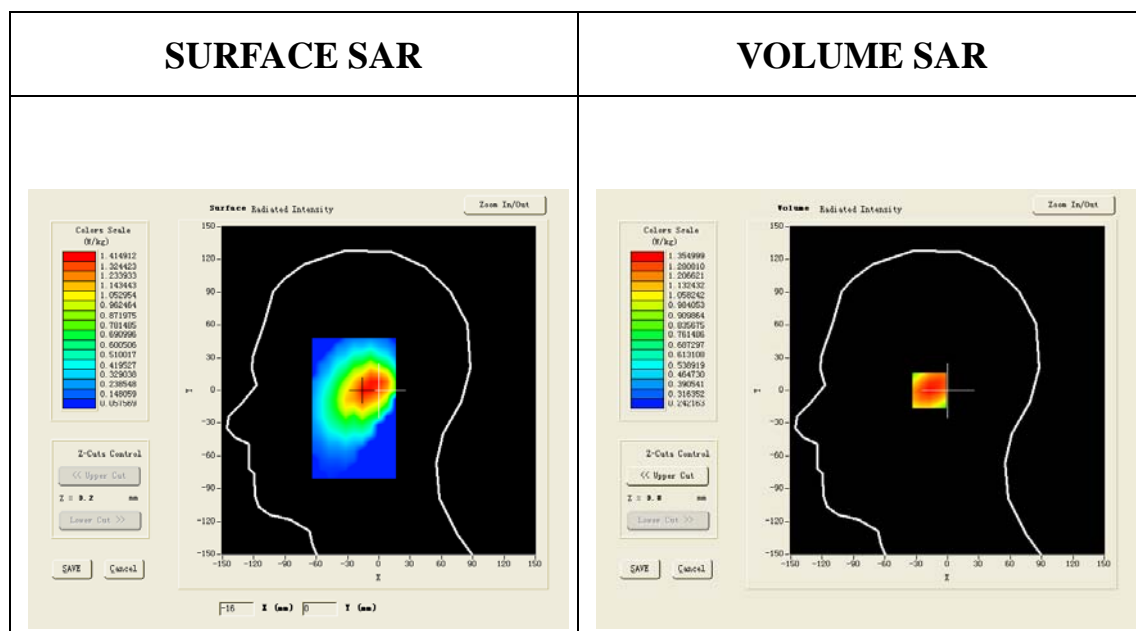 SURFACE SAR
VOLUME SAR
Surface Radiated Intensity
Zoom In/Out
Colors Scale
(W/kg)
1.414912
1.324423
1.233933
1.143443
1.052954
0.962464
0.871975
0.781485
0.690996
0.600506
0.510017
0.419527
0.329038
0.238548
0.148059
0.057569
150
120
90
60
30
0
-30
-60
-90
-120
-150
-150 -120 -90 -60 -30 0 30 60 90 120 150
X
Y
Z-Cuts Control
<< Upper Cut
Lower Cut >>
SAVE Cancel
-16 X (mm) 0 Y (mm)
Volume Radiated Intensity
Zoom In/Out
Colors Scale
(W/kg)
1.354999
1.280810
1.206621
1.132432
1.058242
0.984053
0.909864
0.835675
0.761486
0.687297
0.613108
0.538919
0.464730
0.390541
0.316352
0.242163
150
120
90
60
30
0
-30
-60
-90
-120
-150
-150 -120 -90 -60 -30 0 30 60 90 120 150
X
Y
Z-Cuts Control
<< Upper Cut
Lower Cut >>
SAVE Cancel